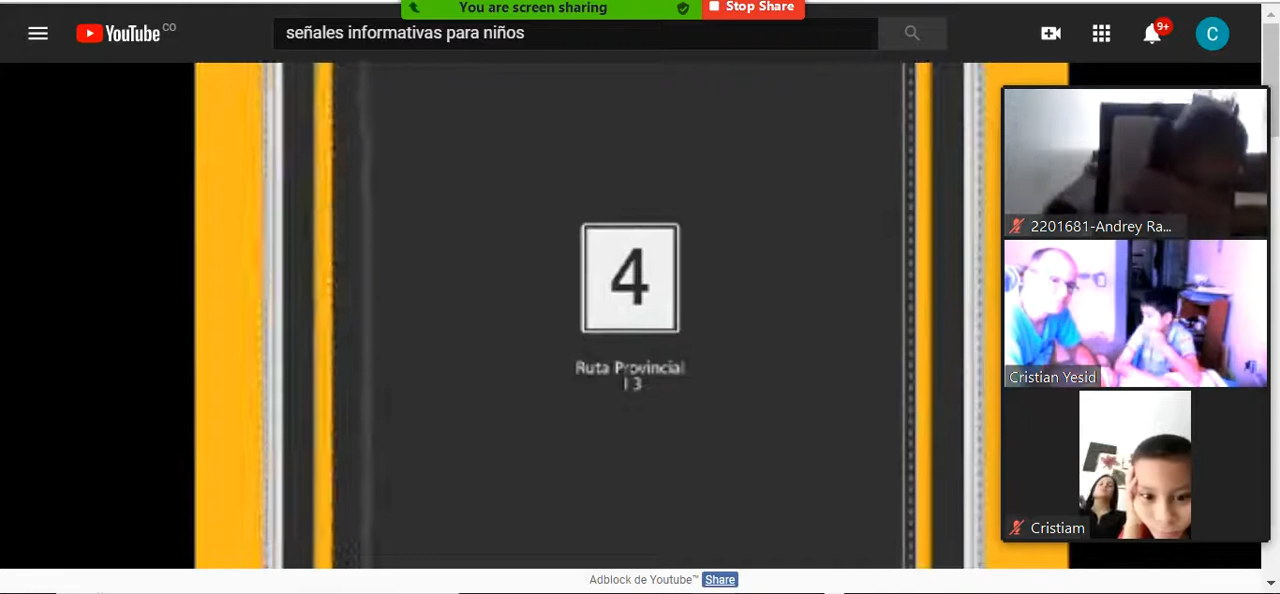 You are screen sharing
Stop Share
YouTube CO
señales informativas para niños
9+
C
4
Ruta Provincial
13
2201681-Andrey Ra...
Cristian Yesid
Cristiam
Adblock de Youtube™ Share